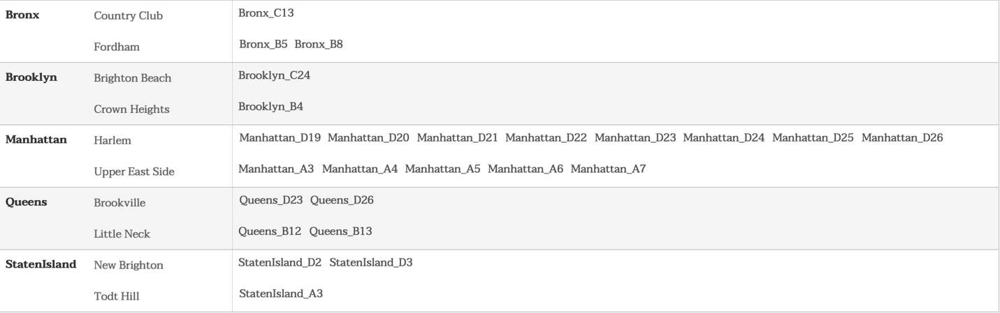 Bronx Country Club Bronx_C13
Fordham Bronx_B5 Bronx_B8
Brooklyn Brighton Beach Brooklyn_C24
Crown Heights Brooklyn_B4
Manhattan Harlem Manhattan_D19 Manhattan_D20 Manhattan_D21 Manhattan_D22 Manhattan_D23 Manhattan_D24 Manhattan_D25 Manhattan_D26
Upper East Side Manhattan_A3 Manhattan_A4 Manhattan_A5 Manhattan_A6 Manhattan_A7
Queens Brookville Queens_D23 Queens_D26
Little Neck Queens_B12 Queens_B13
StatenIsland New Brighton StatenIsland_D2 StatenIsland_D3
Todt Hill StatenIsland_A3